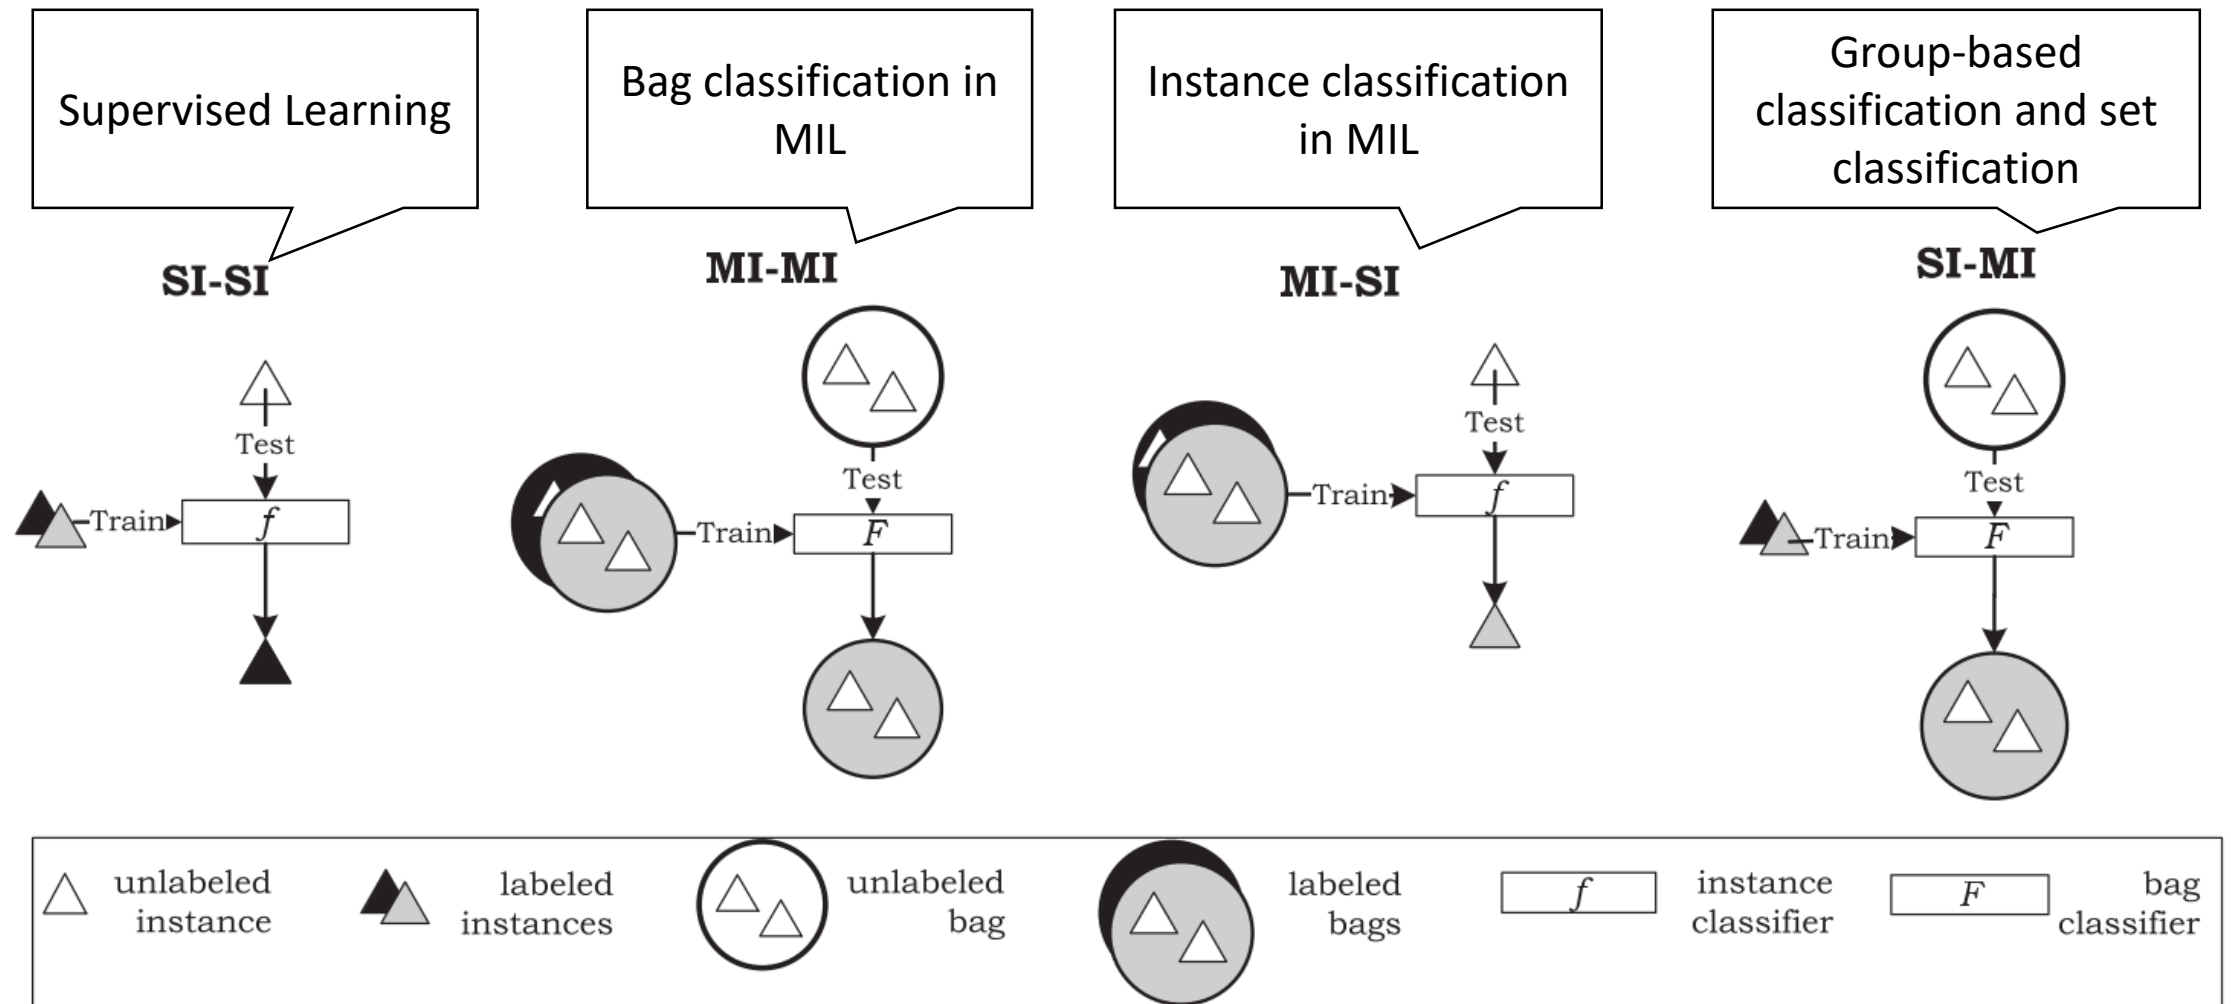 Supervised Learning
Bag classification in
MIL
Instance classification
in MIL
Group-based
classification and set
classification
SI-SI
Test
Train
f
MI-MI
Test
Train
F
MI-SI
Test
Train
f
SI-MI
Test
Train
F
unlabeled
instance
labeled
instances
unlabeled
bag
labeled
bags
f
instance
classifier
F
bag
classifier